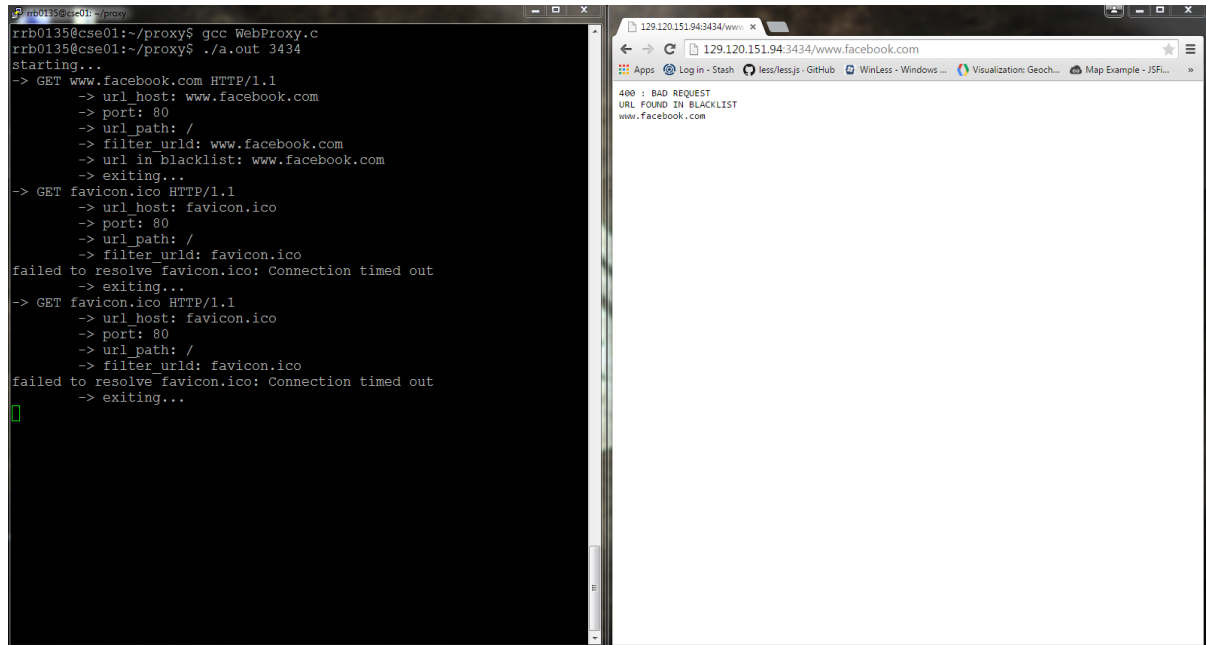 rrb0135@cse01: ~/proxy
rrb0135@cse01:~/proxy$ gcc WebProxy.c
rrb0135@cse01:~/proxy$ ./a.out 3434
starting...
-> GET www.facebook.com HTTP/1.1
-> url_host: www.facebook.com
-> port: 80
-> url_path: /
-> filter_urld: www.facebook.com
-> url in blacklist: www.facebook.com
-> exiting...
-> GET favicon.ico HTTP/1.1
-> url_host: favicon.ico
-> port: 80
-> url_path: /
-> filter_urld: favicon.ico
failed to resolve favicon.ico: Connection timed out
-> exiting...
-> GET favicon.ico HTTP/1.1
-> url_host: favicon.ico
-> port: 80
-> url_path: /
-> filter_urld: favicon.ico
failed to resolve favicon.ico: Connection timed out
-> exiting...
129.120.151.94:3434/www
129.120.151.94:3434/www.facebook.com
Apps Log in - Stash less/less.js · GitHub WinLess - Windows ... Visualization: Geoch... Map Example - JSFi... »
400 : BAD REQUEST
URL FOUND IN BLACKLIST
www.facebook.com